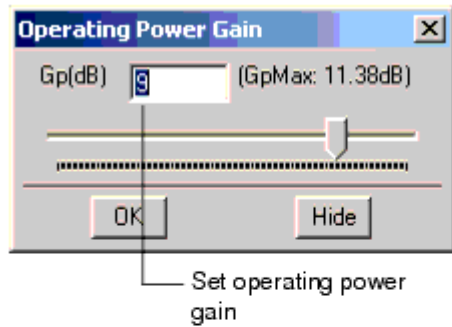 Operating Power Gain
Gp(dB) 9 (GpMax: 11.38dB)
OK Hide
Set operating power
gain